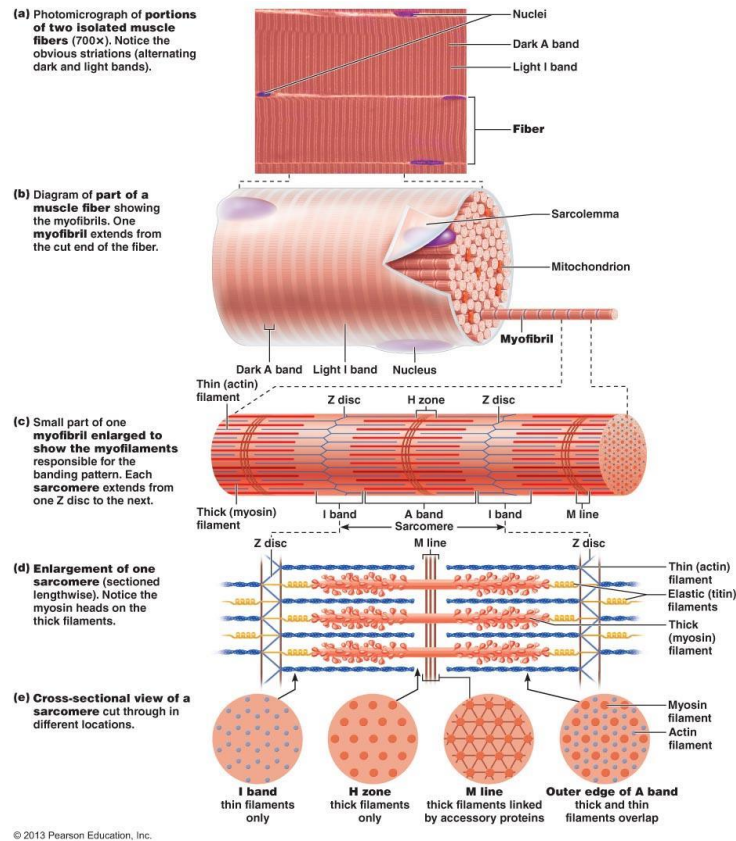 (a) Photomicrograph of portions
of two isolated muscle
fibers (700×). Notice the
obvious striations (alternating
dark and light bands).
Nuclei
Dark A band
Light I band
Fiber
(b) Diagram of part of a
muscle fiber showing
the myofibrils. One
myofibril extends from
the cut end of the fiber.
Sarcolemma
Mitochondrion
Myofibril
Dark A band Light I band Nucleus
Thin (actin)
filament
Z disc H zone Z disc
(c) Small part of one
myofibril enlarged to
show the myofilaments
responsible for the
banding pattern. Each
sarcomere extends from
one Z disc to the next.
Thick (myosin)
filament
I band A band I band M line
Sarcomere
Z disc M line Z disc
(d) Enlargement of one
sarcomere (sectioned
lengthwise). Notice the
myosin heads on the
thick filaments.
Thin (actin)
filament
Elastic (titin)
filaments
Thick
(myosin)
filament
(e) Cross-sectional view of a
sarcomere cut through in
different locations.
Myosin
filament
Actin
filament
I band
thin filaments
only
H zone
thick filaments
only
M line
thick filaments linked
by accessory proteins
Outer edge of A band
thick and thin
filaments overlap
© 2013 Pearson Education, Inc.